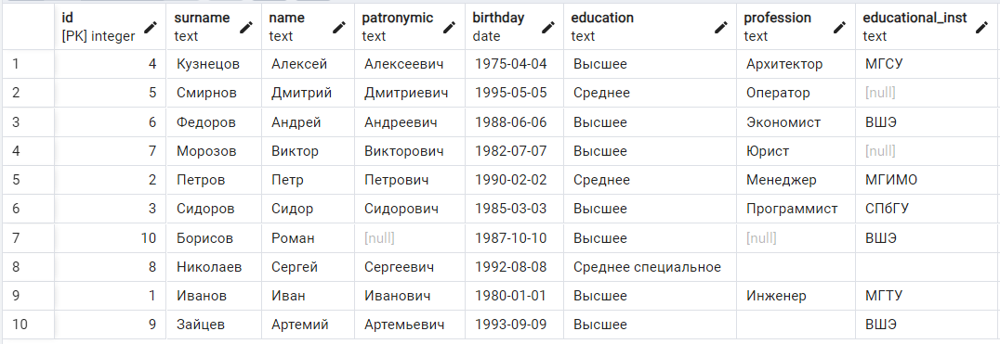 id surname name patronymic birthday education profession educational_inst
[PK] integer text text text date text text text
1 4 Кузнецов Алексей Алексеевич 1975-04-04 Высшее Архитектор МГСУ
2 5 Смирнов Дмитрий Дмитриевич 1995-05-05 Среднее Оператор [null]
3 6 Федоров Андрей Андреевич 1988-06-06 Высшее Экономист ВШЭ
4 7 Морозов Виктор Викторович 1982-07-07 Высшее Юрист [null]
5 2 Петров Петр Петрович 1990-02-02 Среднее Менеджер МГИМО
6 3 Сидоров Сидор Сидорович 1985-03-03 Высшее Программист СПбГУ
7 10 Борисов Роман [null] 1987-10-10 Высшее [null] ВШЭ
8 8 Николаев Сергей Сергеевич 1992-08-08 Среднее специальное
9 1 Иванов Иван Иванович 1980-01-01 Высшее Инженер МГТУ
10 9 Зайцев Артемий Артемьевич 1993-09-09 Высшее ВШЭ